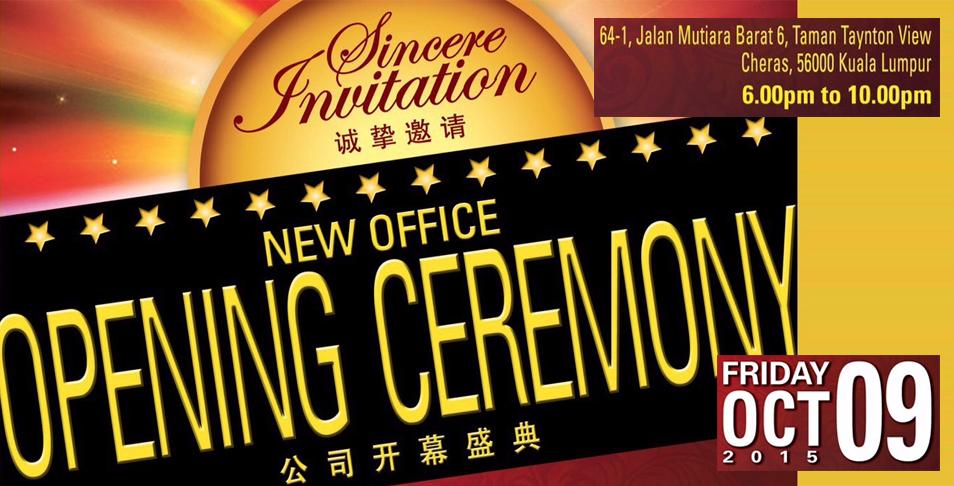 Sincere
Invitation
诚挚邀请
64-1, Jalan Mutiara Barat 6, Taman Taynton View
Cheras, 56000 Kuala Lumpur
6.00pm to 10.00pm
NEW OFFICE
OPENING CEREMONY
公司开幕盛典
FRIDAY
OCT 09
2015